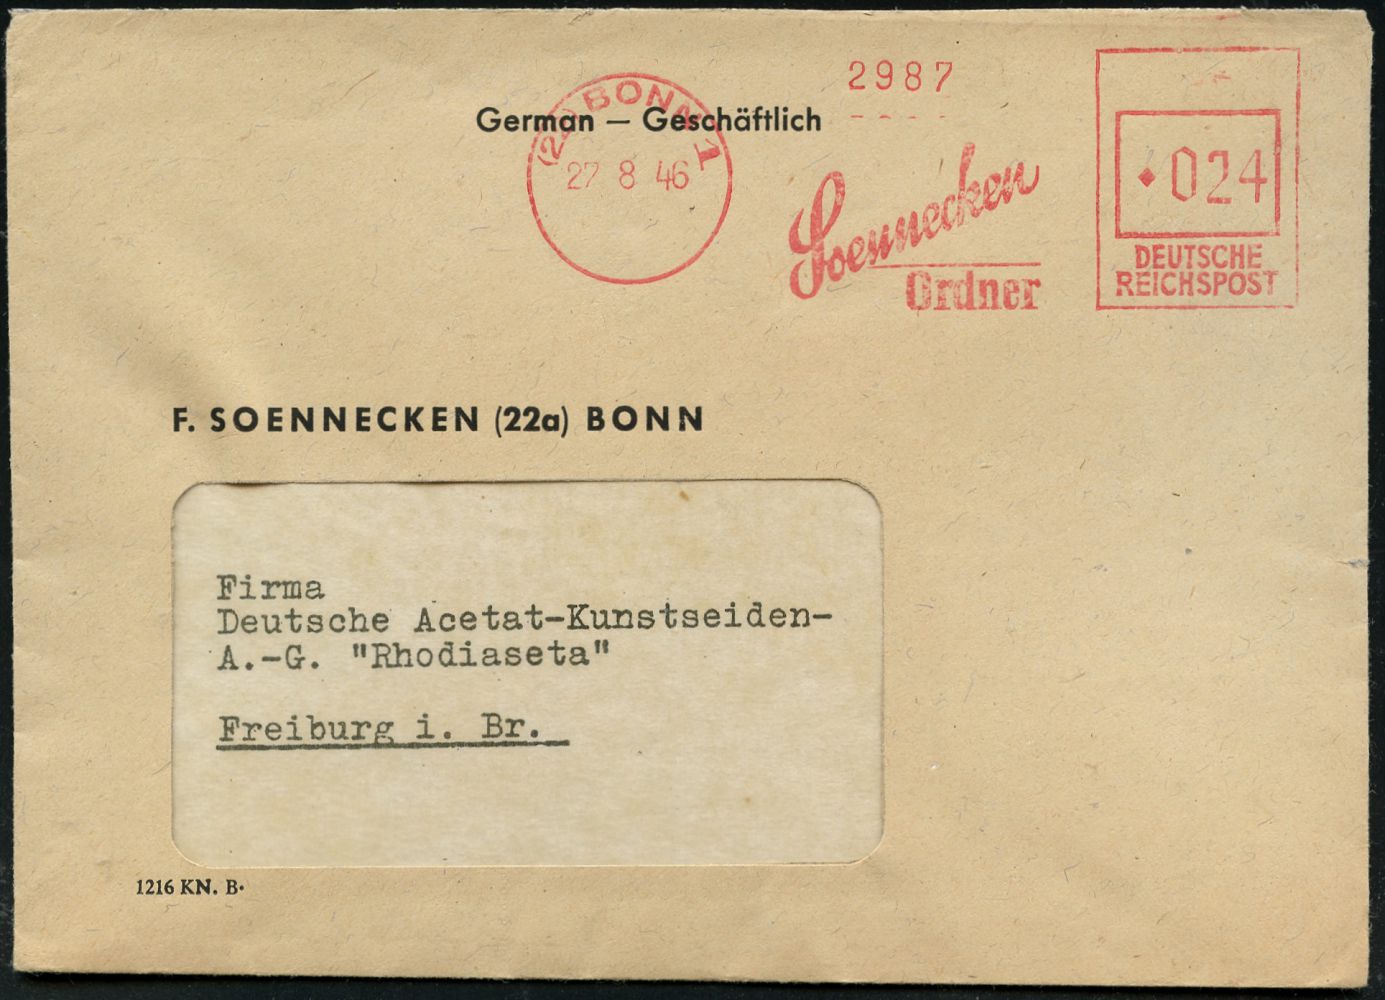 2987
German — Geschäftlich
(22a) BONN 1
27 8 46
Soennecken
Ordner
024
DEUTSCHE
REICHSPOST
F. SOENNECKEN (22a) BONN
Firma
Deutsche Acetat-Kunstseiden-
A.-G. "Rhodiaseta"
Freiburg i. Br.
1216 KN. B.